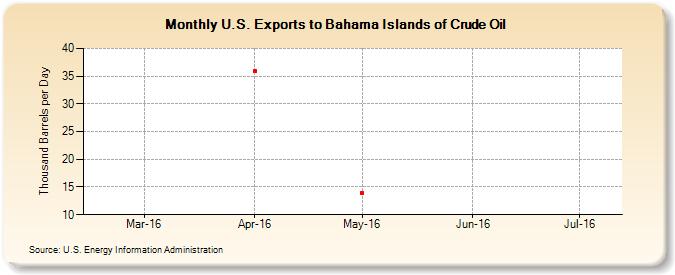 Monthly U.S. Exports to Bahama Islands of Crude Oil
Thousand Barrels per Day
40
35
30
25
20
15
10
Mar-16 Apr-16 May-16 Jun-16 Jul-16
Source: U.S. Energy Information Administration